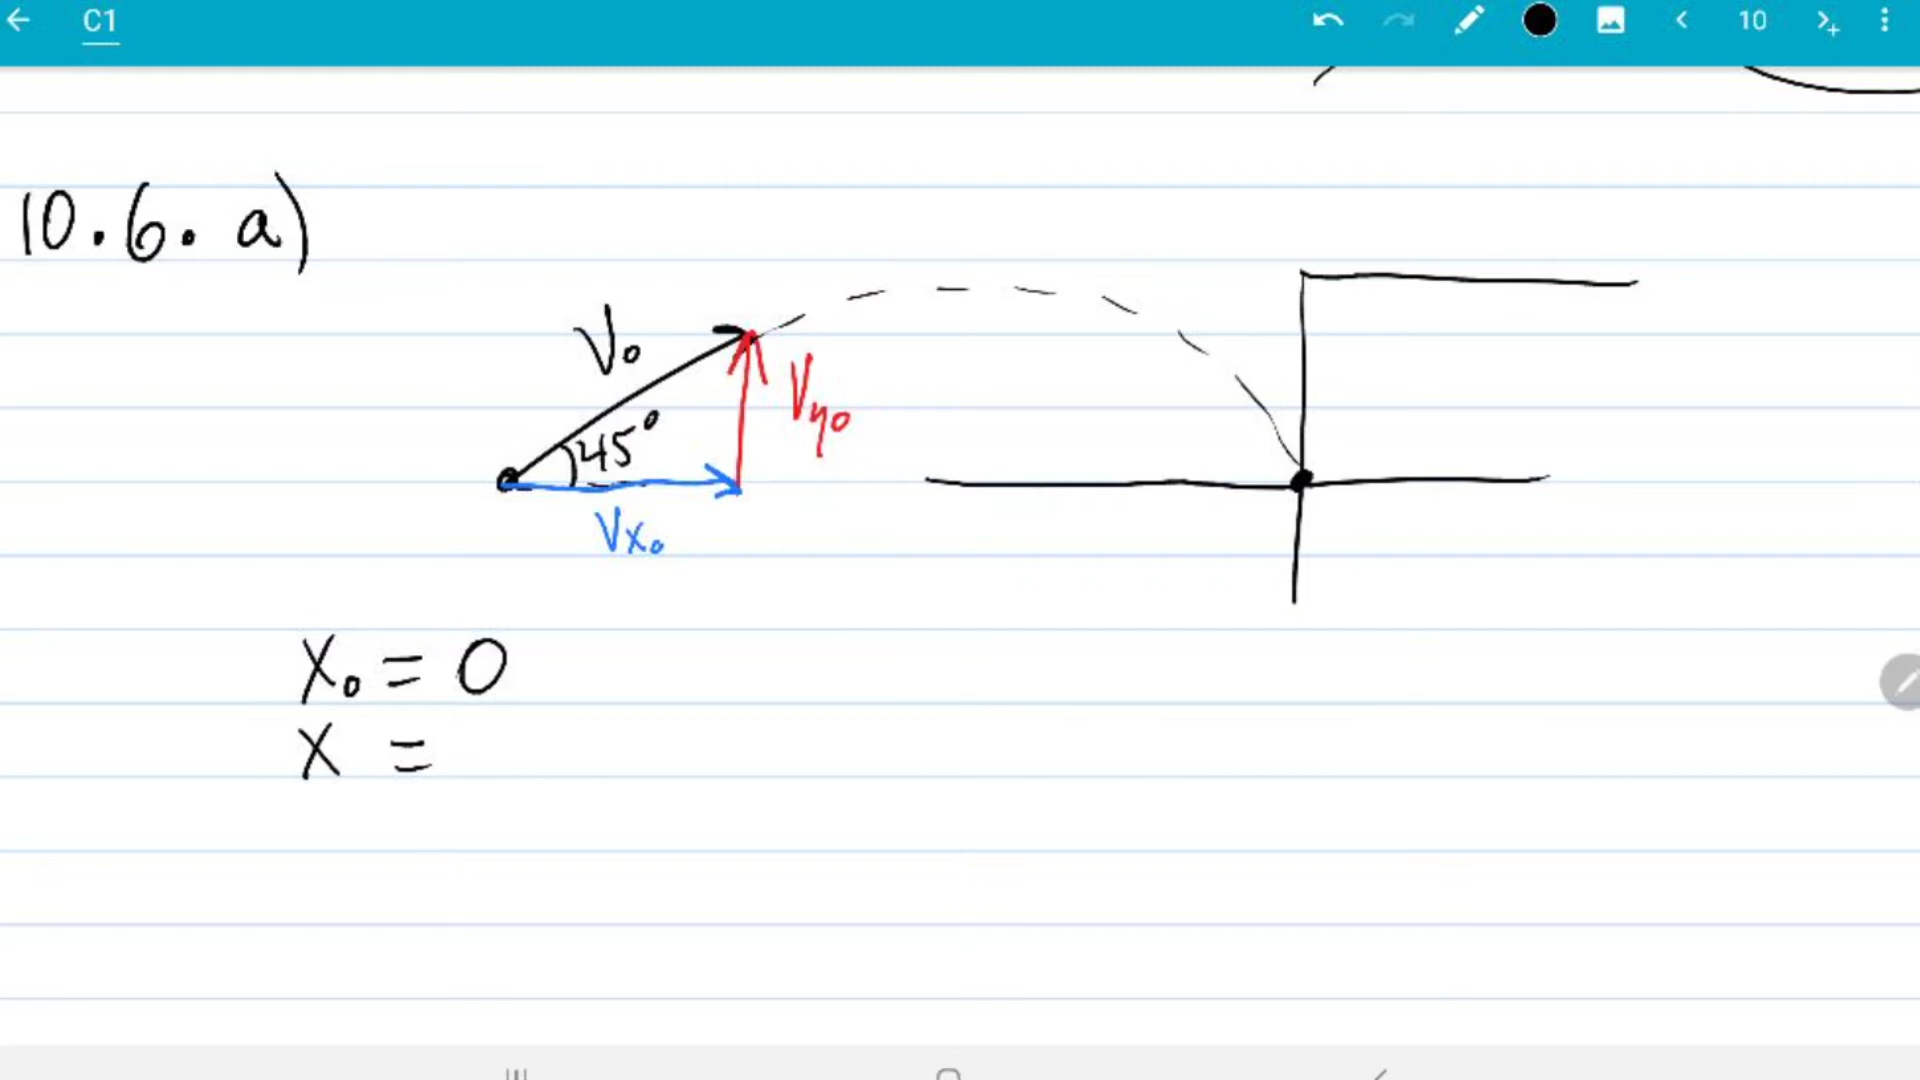 C1
10
10.6. a)
V₀
45°
Vy₀
Vx₀
X₀ = 0
X =